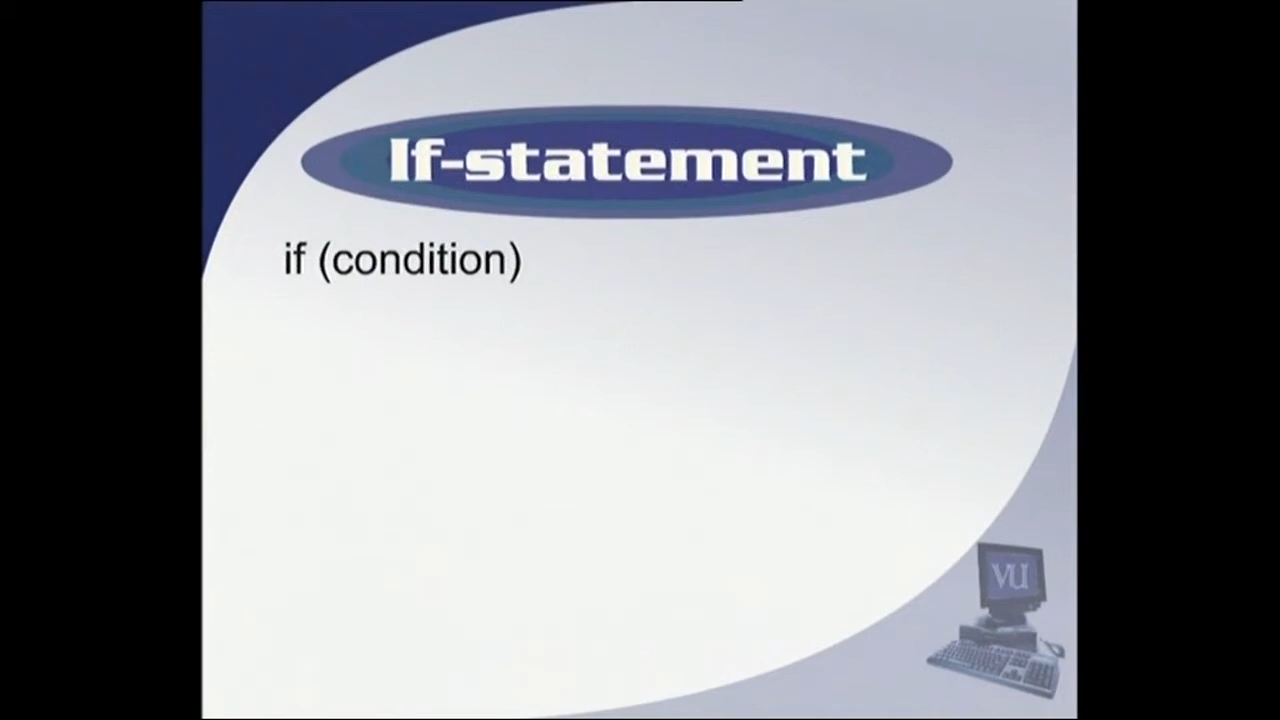 If-statement
if (condition)
VU